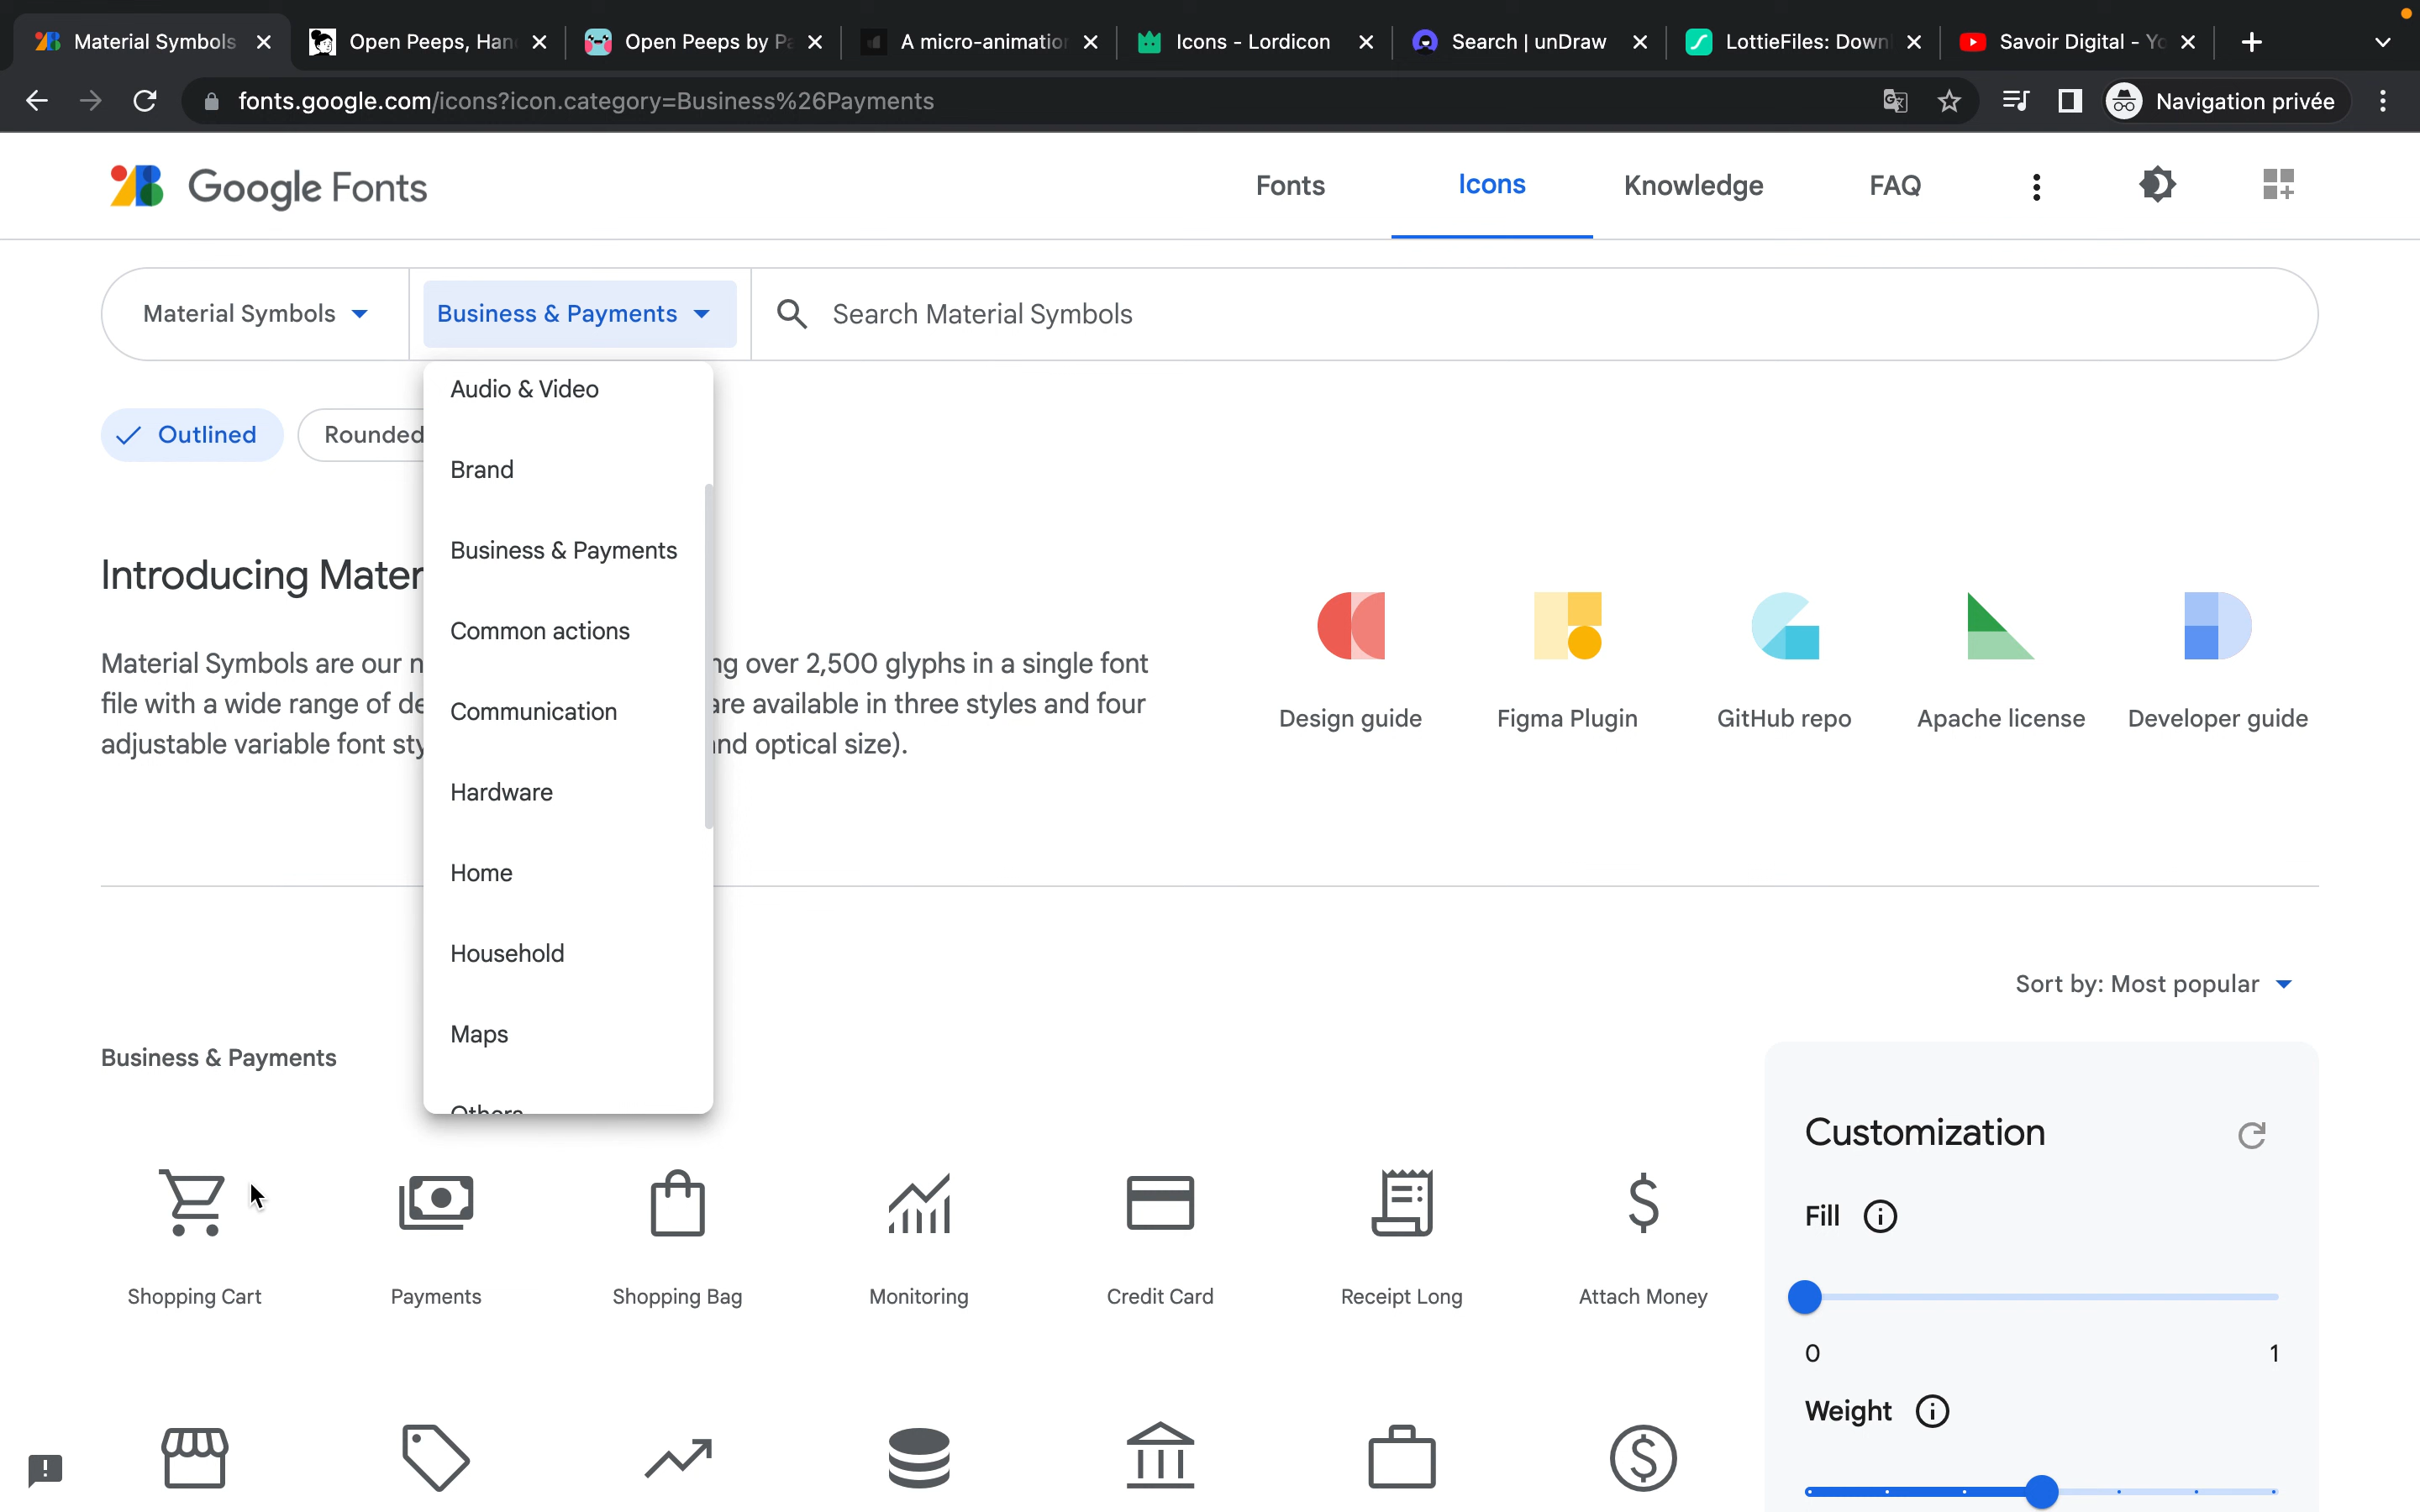 Material Symbols
Open Peeps, Han
Open Peeps by Pa
A micro-animation
Icons - Lordicon
Search | unDraw
LottieFiles: Down
Savoir Digital - Yo
fonts.google.com/icons?icon.category=Business%26Payments
Navigation privée
Google Fonts
Fonts
Icons
Knowledge
FAQ
Material Symbols
Business & Payments
Search Material Symbols
Outlined
Rounded
Audio & Video
Brand
Business & Payments
Common actions
Communication
Hardware
Home
Household
Maps
Others
Introducing Mater
Material Symbols are our n
ng over 2,500 glyphs in a single font
file with a wide range of de
are available in three styles and four
adjustable variable font sty
nd optical size).
Design guide
Figma Plugin
GitHub repo
Apache license
Developer guide
Sort by: Most popular
Business & Payments
Shopping Cart
Payments
Shopping Bag
Monitoring
Credit Card
Receipt Long
Attach Money
Customization
Fill
0
1
Weight